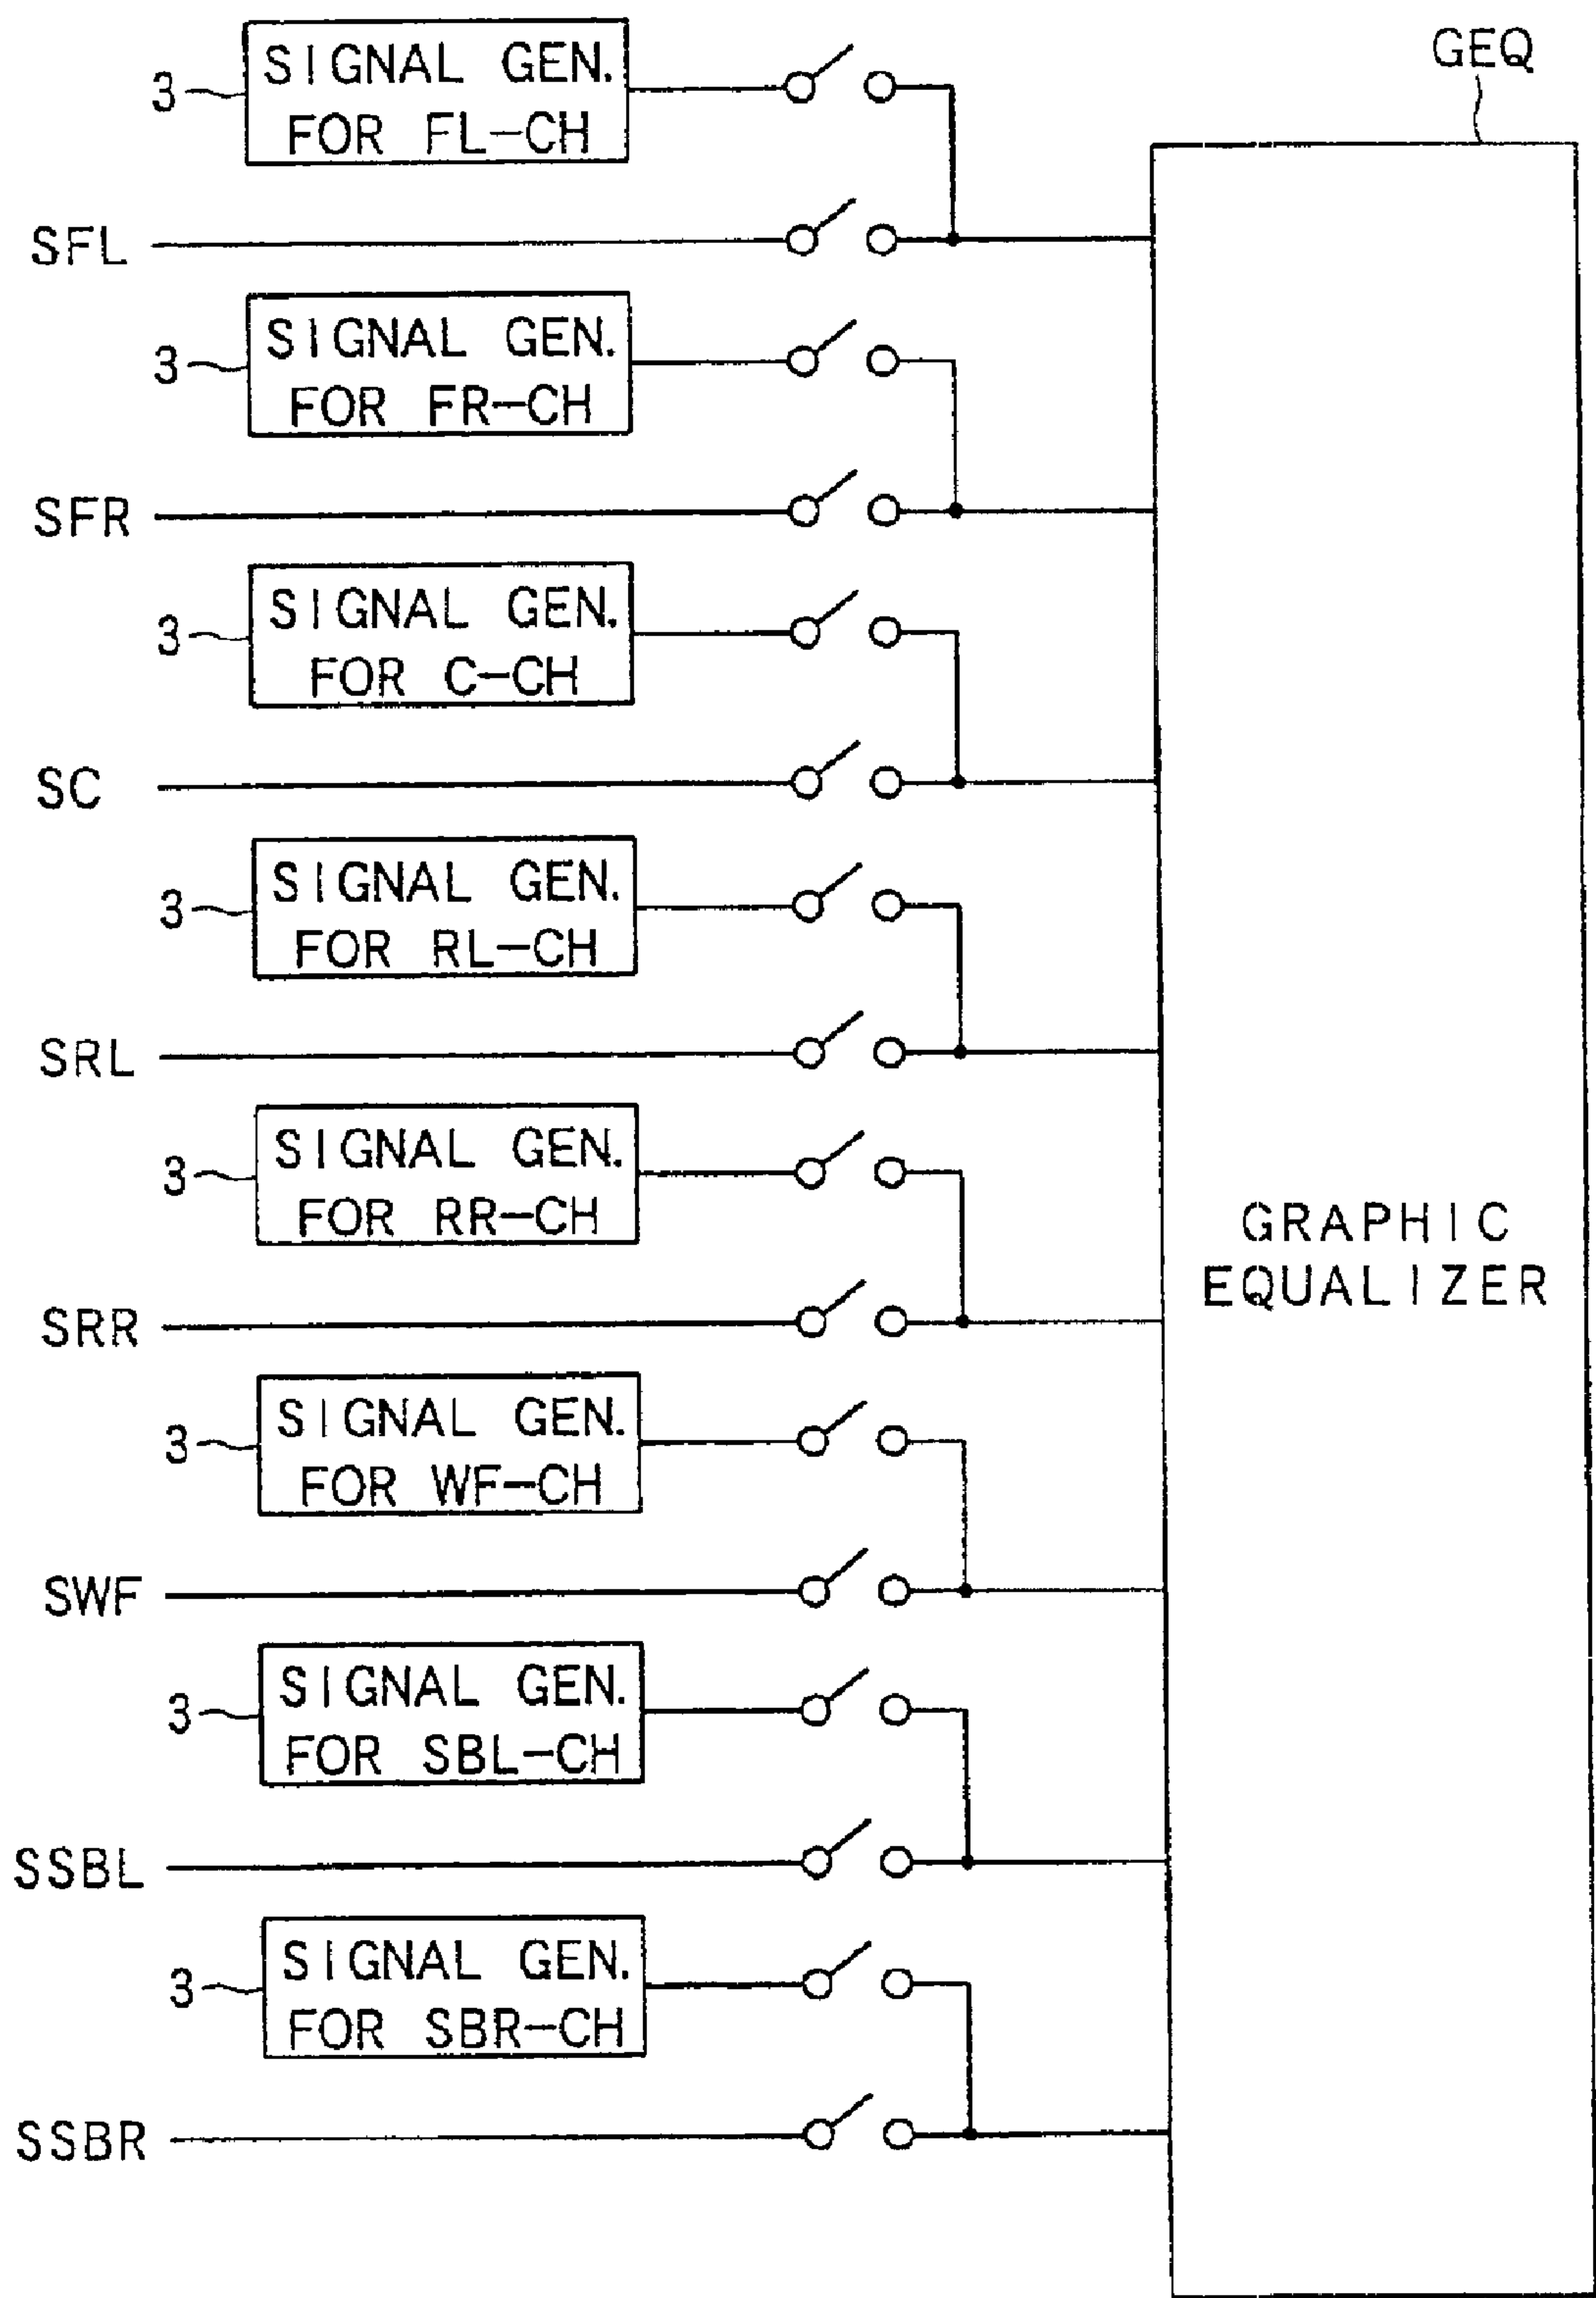 GEQ
3
SIGNAL GEN.
FOR FL-CH
SFL
3
SIGNAL GEN.
FOR FR-CH
SFR
3
SIGNAL GEN.
FOR C-CH
SC
3
SIGNAL GEN.
FOR RL-CH
SRL
3
SIGNAL GEN.
FOR RR-CH
SRR
GRAPHIC
EQUALIZER
3
SIGNAL GEN.
FOR WF-CH
SWF
3
SIGNAL GEN.
FOR SBL-CH
SSBL
3
SIGNAL GEN.
FOR SBR-CH
SSBR